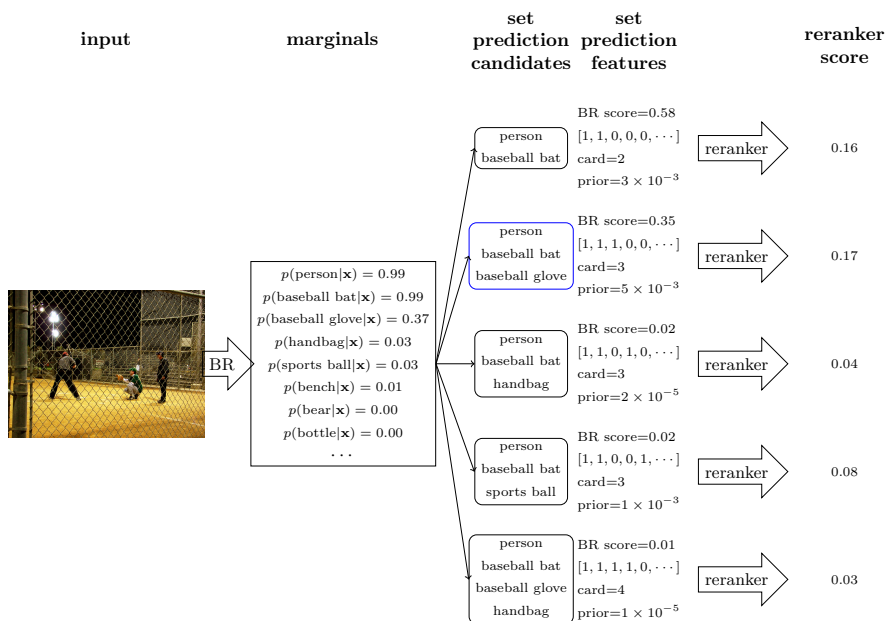 input
marginals
set
prediction
candidates
set
prediction
features
reranker
score
BR
p(person|x) = 0.99
p(baseball bat|x) = 0.99
p(baseball glove|x) = 0.37
p(handbag|x) = 0.03
p(sports ball|x) = 0.03
p(bench|x) = 0.01
p(bear|x) = 0.00
p(bottle|x) = 0.00
· · ·
person
baseball bat
BR score=0.58
[1, 1, 0, 0, 0, · · · ]
card=2
prior=3 × 10⁻³
reranker
0.16
person
baseball bat
baseball glove
BR score=0.35
[1, 1, 1, 0, 0, · · · ]
card=3
prior=5 × 10⁻³
reranker
0.17
person
baseball bat
handbag
BR score=0.02
[1, 1, 0, 1, 0, · · · ]
card=3
prior=2 × 10⁻⁵
reranker
0.04
person
baseball bat
sports ball
BR score=0.02
[1, 1, 0, 0, 1, · · · ]
card=3
prior=1 × 10⁻³
reranker
0.08
person
baseball bat
baseball glove
handbag
BR score=0.01
[1, 1, 1, 1, 0, · · · ]
card=4
prior=1 × 10⁻⁵
reranker
0.03